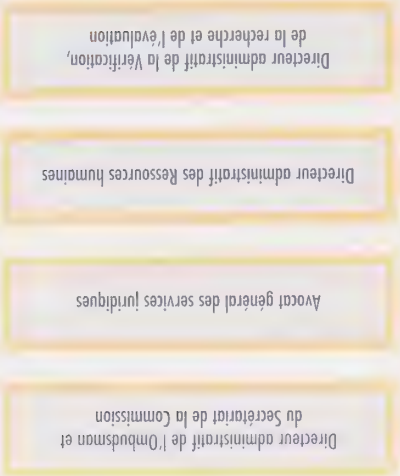 Directeur administratif de l'Ombudsman et
du Secrétariat de la Commission
Avocat général des services juridiques
Directeur administratif des Ressources humaines
Directeur administratif de la Vérification,
de la recherche et de l'évaluation